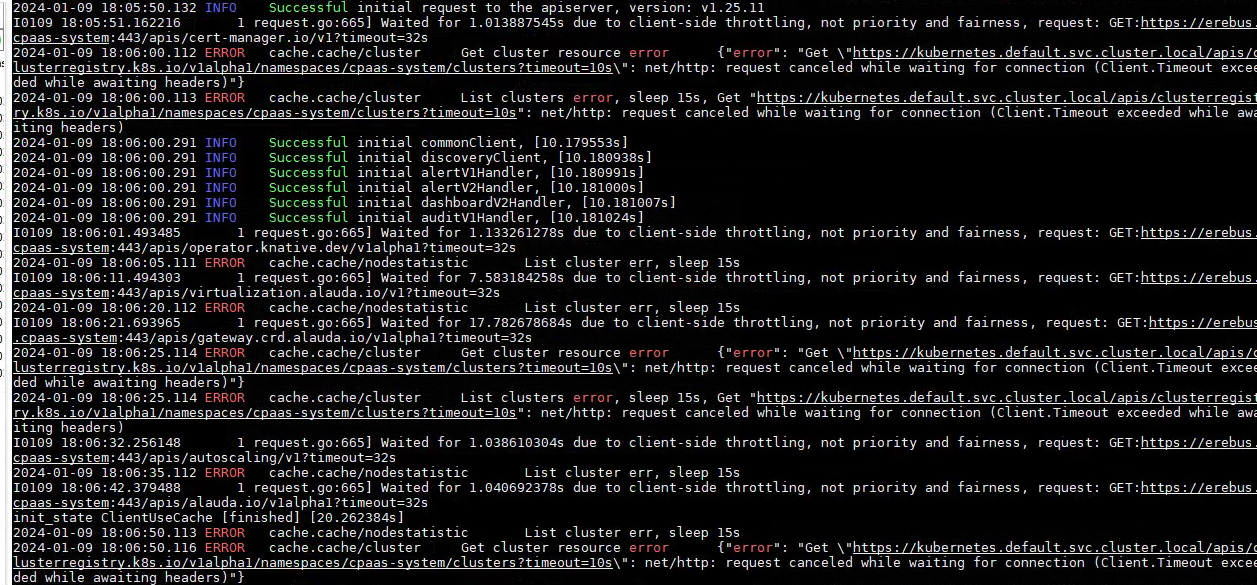 2024-01-09 18:05:50.132 INFO    Successful initial request to the apiserver, version: v1.25.11
I0109 18:05:51.162216       1 request.go:665] Waited for 1.013887545s due to client-side throttling, not priority and fairness, request: GET:https://erebus.
cpaas-system:443/apis/cert-manager.io/v1?timeout=32s
2024-01-09 18:06:00.112 ERROR   cache.cache/cluster     Get cluster resource error      {"error": "Get \"https://kubernetes.default.svc.cluster.local/apis/c
lusterregistry.k8s.io/v1alpha1/namespaces/cpaas-system/clusters?timeout=10s\": net/http: request canceled while waiting for connection (Client.Timeout excee
ded while awaiting headers)"}
2024-01-09 18:06:00.113 ERROR   cache.cache/cluster     List clusters error, sleep 15s, Get "https://kubernetes.default.svc.cluster.local/apis/clusterregist
ry.k8s.io/v1alpha1/namespaces/cpaas-system/clusters?timeout=10s": net/http: request canceled while waiting for connection (Client.Timeout exceeded while awa
iting headers)
2024-01-09 18:06:00.291 INFO    Successful initial commonClient, [10.179553s]
2024-01-09 18:06:00.291 INFO    Successful initial discoveryClient, [10.180938s]
2024-01-09 18:06:00.291 INFO    Successful initial alertV1Handler, [10.180991s]
2024-01-09 18:06:00.291 INFO    Successful initial alertV2Handler, [10.181000s]
2024-01-09 18:06:00.291 INFO    Successful initial dashboardV2Handler, [10.181007s]
2024-01-09 18:06:00.291 INFO    Successful initial auditV1Handler, [10.181024s]
I0109 18:06:01.493485       1 request.go:665] Waited for 1.133261278s due to client-side throttling, not priority and fairness, request: GET:https://erebus.
cpaas-system:443/apis/operator.knative.dev/v1alpha1?timeout=32s
2024-01-09 18:06:05.111 ERROR   cache.cache/nodestatistic       List cluster err, sleep 15s
I0109 18:06:11.494303       1 request.go:665] Waited for 7.583184258s due to client-side throttling, not priority and fairness, request: GET:https://erebus.
cpaas-system:443/apis/virtualization.alauda.io/v1?timeout=32s
2024-01-09 18:06:20.112 ERROR   cache.cache/nodestatistic       List cluster err, sleep 15s
I0109 18:06:21.693965       1 request.go:665] Waited for 17.782678684s due to client-side throttling, not priority and fairness, request: GET:https://erebus
.cpaas-system:443/apis/gateway.crd.alauda.io/v1alpha1?timeout=32s
2024-01-09 18:06:25.114 ERROR   cache.cache/cluster     Get cluster resource error      {"error": "Get \"https://kubernetes.default.svc.cluster.local/apis/c
lusterregistry.k8s.io/v1alpha1/namespaces/cpaas-system/clusters?timeout=10s\": net/http: request canceled while waiting for connection (Client.Timeout excee
ded while awaiting headers)"}
2024-01-09 18:06:25.114 ERROR   cache.cache/cluster     List clusters error, sleep 15s, Get "https://kubernetes.default.svc.cluster.local/apis/clusterregist
ry.k8s.io/v1alpha1/namespaces/cpaas-system/clusters?timeout=10s": net/http: request canceled while waiting for connection (Client.Timeout exceeded while awa
iting headers)
I0109 18:06:32.256148       1 request.go:665] Waited for 1.038610304s due to client-side throttling, not priority and fairness, request: GET:https://erebus.
cpaas-system:443/apis/autoscaling/v1?timeout=32s
2024-01-09 18:06:35.112 ERROR   cache.cache/nodestatistic       List cluster err, sleep 15s
I0109 18:06:42.379488       1 request.go:665] Waited for 1.040692378s due to client-side throttling, not priority and fairness, request: GET:https://erebus.
cpaas-system:443/apis/alauda.io/v1alpha1?timeout=32s
init_state ClientUseCache [finished] [20.262384s]
2024-01-09 18:06:50.113 ERROR   cache.cache/nodestatistic       List cluster err, sleep 15s
2024-01-09 18:06:50.116 ERROR   cache.cache/cluster     Get cluster resource error      {"error": "Get \"https://kubernetes.default.svc.cluster.local/apis/c
lusterregistry.k8s.io/v1alpha1/namespaces/cpaas-system/clusters?timeout=10s\": net/http: request canceled while waiting for connection (Client.Timeout excee
ded while awaiting headers)"}